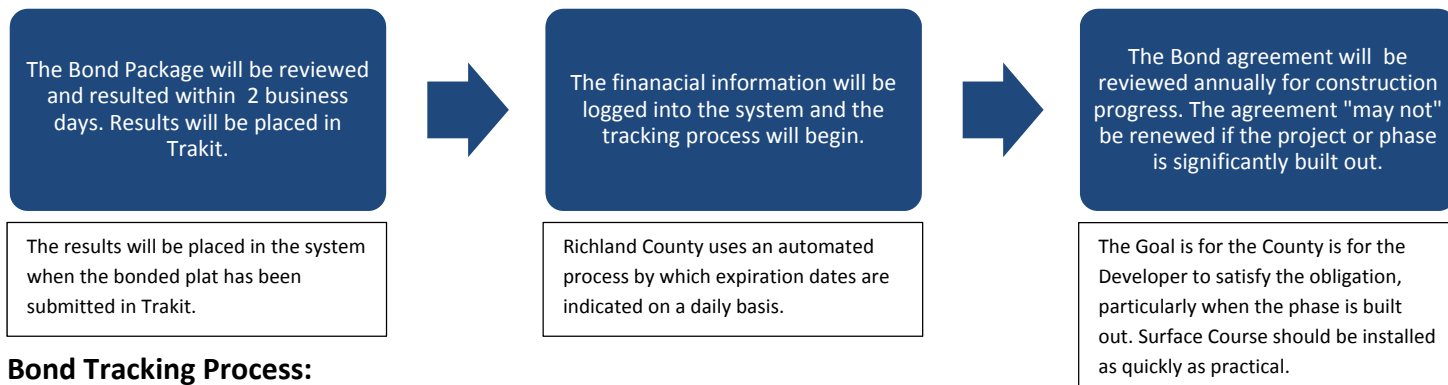 The Bond Package will be reviewed
and resulted within  2 business
days. Results will be placed in
Trakit.
The finanacial information will be
logged into the system and the
tracking process will begin.
The Bond agreement will  be
reviewed annually for construction
progress. The agreement "may not"
be renewed if the project or phase
is significantly built out.
The results will be placed in the system
when the bonded plat has been
submitted in Trakit.
Richland County uses an automated
process by which expiration dates are
indicated on a daily basis.
The Goal is for the County is for the
Developer to satisfy the obligation,
particularly when the phase is built
out. Surface Course should be installed
as quickly as practical.
Bond Tracking Process: